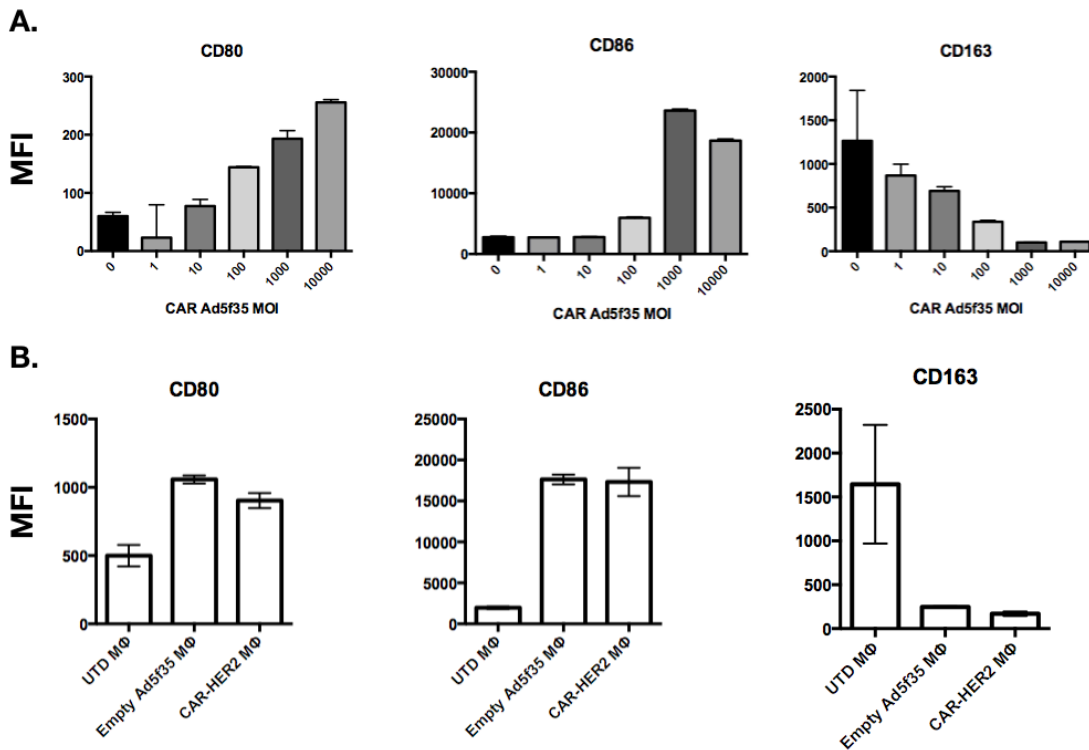 A.
CD80
CD86
CD163
MFI
300
200
100
0
0
1
10
100
1000
10000
CAR Ad5f35 MOI
30000
20000
10000
0
0
1
10
100
1000
10000
CAR Ad5f35 MOI
2000
1500
1000
500
0
0
1
10
100
1000
10000
CAR Ad5f35 MOI
B.
CD80
CD86
CD163
MFI
1500
1000
500
0
UTD MΦ
Empty Ad5f35 MΦ
CAR-HER2 MΦ
25000
20000
15000
10000
5000
0
UTD MΦ
Empty Ad5f35 MΦ
CAR-HER2 MΦ
2500
2000
1500
1000
500
0
UTD MΦ
Empty Ad5f35 MΦ
CAR-HER2 MΦ